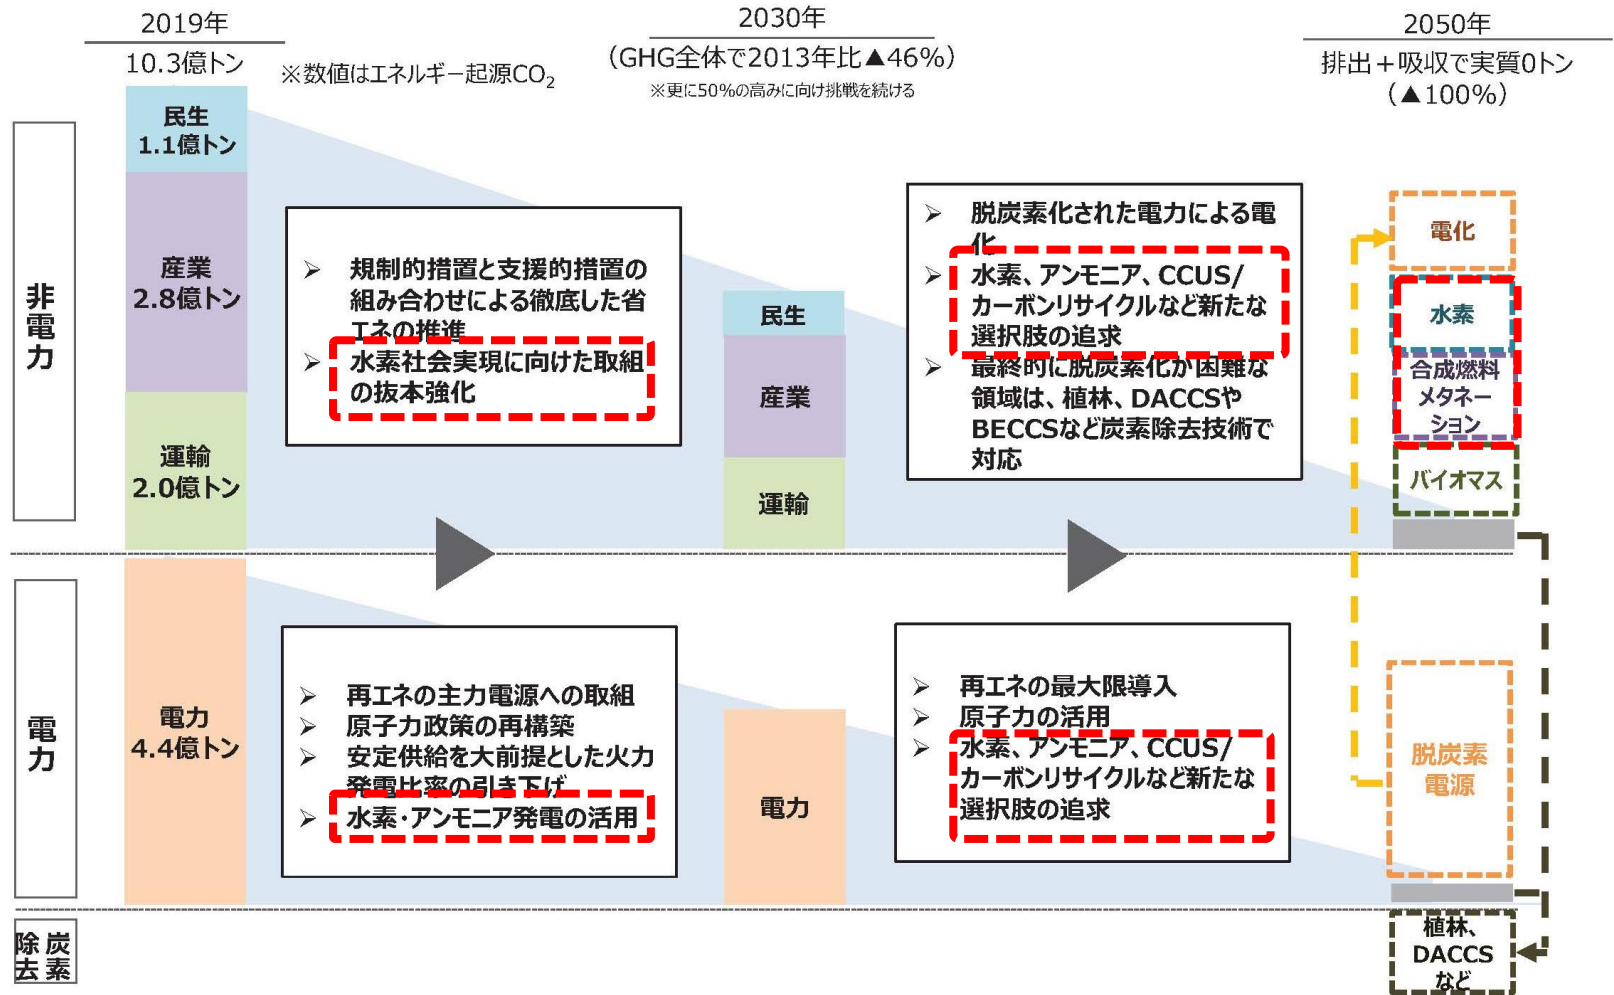 2019年
10.3億トン
※数値はエネルギー起源CO2
2030年
（GHG全体で2013年比▲46%）
※更に50%の高みに向け挑戦を続ける
2050年
排出＋吸収で実質0トン
（▲100%）
非電力
民生
1.1億トン
産業
2.8億トン
運輸
2.0億トン
➢ 規制的措置と支援的措置の
組み合わせによる徹底した省
エネの推進
➢ 水素社会実現に向けた取組
の抜本強化
民生
産業
運輸
➢ 脱炭素化された電力による電
化
➢ 水素、アンモニア、CCUS/
カーボンリサイクルなど新たな
選択肢の追求
➢ 最終的に脱炭素化が困難な
領域は、植林、DACCSや
BECCSなど炭素除去技術で
対応
電化
水素
合成燃料
メタネー
ション
バイオマス
電力
電力
4.4億トン
➢ 再エネの主力電源への取組
➢ 原子力政策の再構築
➢ 安定供給を大前提とした火力
発電比率の引き下げ
➢ 水素・アンモニア発電の活用
電力
➢ 再エネの最大限導入
➢ 原子力の活用
➢ 水素、アンモニア、CCUS/
カーボンリサイクルなど新たな
選択肢の追求
脱炭素
電源
炭素除去
植林、
DACCS
など